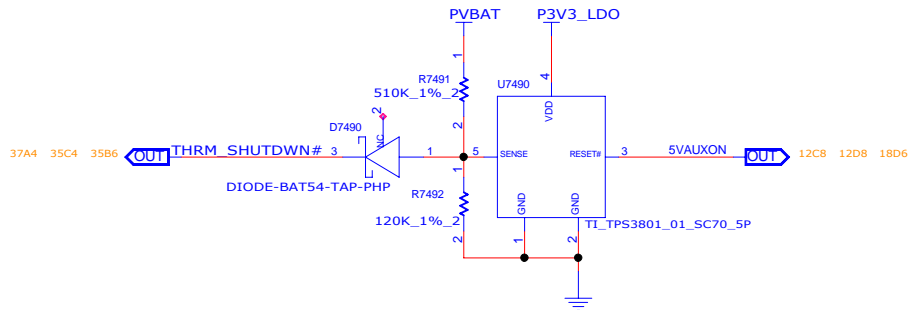 PVBAT P3V3_LDO
1 R7491 510K_1%_2 2
4 U7490 VDD
2 NC D7490
37A4 35C4 35B6 OUT THRM_SHUTDWN# 3 1 5 SENSE RESET# 3 5VAUXON OUT 12C8 12D8 18D6
DIODE-BAT54-TAP-PHP
1 R7492 120K_1%_2 2
GND GND
1 2
TI_TPS3801_01_SC70_5P